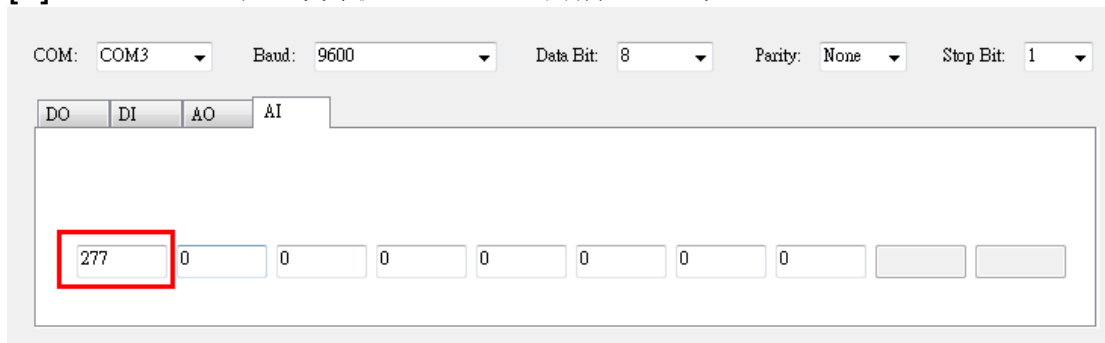 COM: COM3 Baud: 9600 Data Bit: 8 Parity: None Stop Bit: 1
DO DI AO AI
277 0 0 0 0 0 0 0